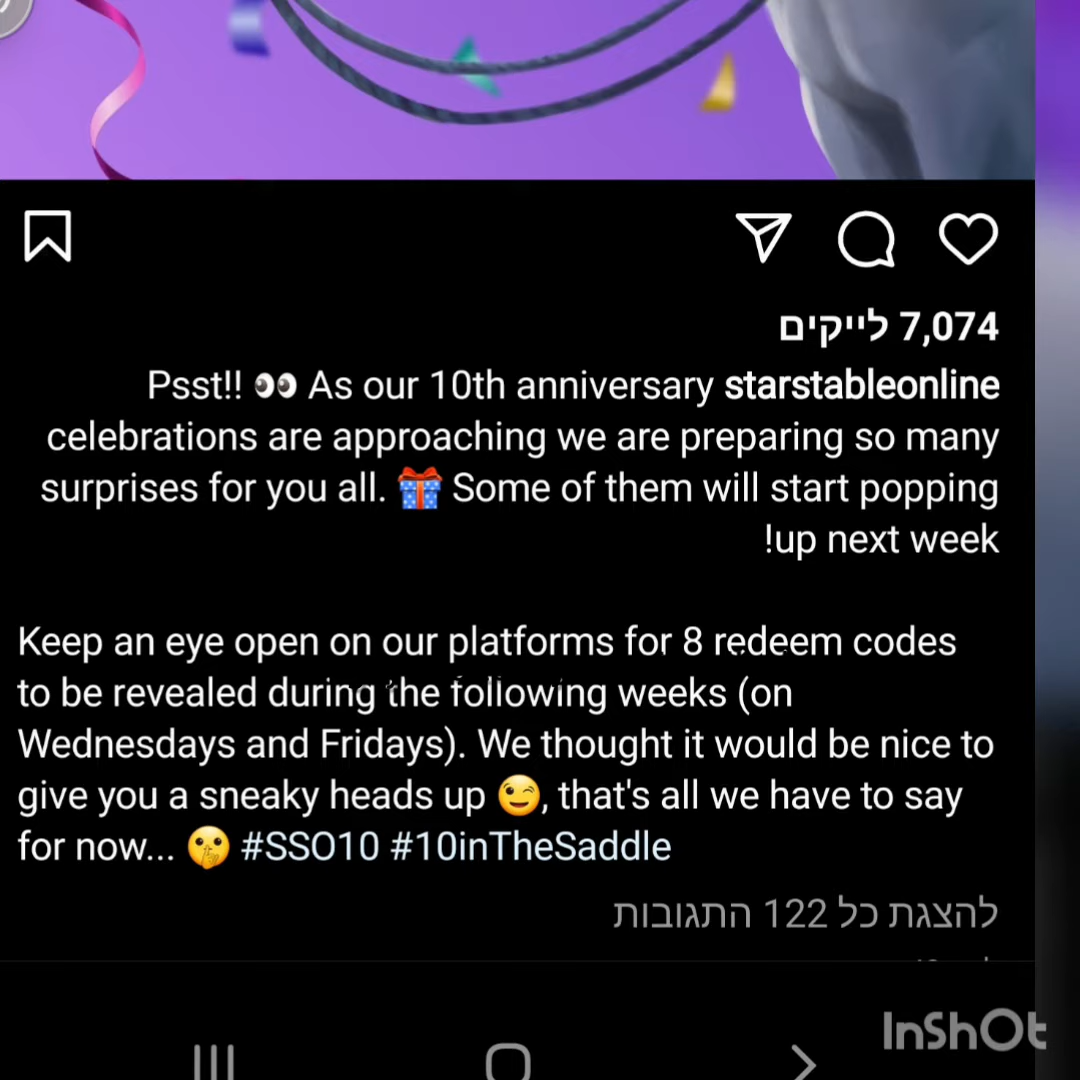 7,074 לייקים
starstableonline Psst!! 👀 As our 10th anniversary
celebrations are approaching we are preparing so many
surprises for you all. 🎁 Some of them will start popping
up next week!
Keep an eye open on our platforms for 8 redeem codes
to be revealed during the following weeks (on
Wednesdays and Fridays). We thought it would be nice to
give you a sneaky heads up 😉, that's all we have to say
for now... 🤫 #SSO10 #10inTheSaddle
להצגת כל 122 התגובות
InShOt